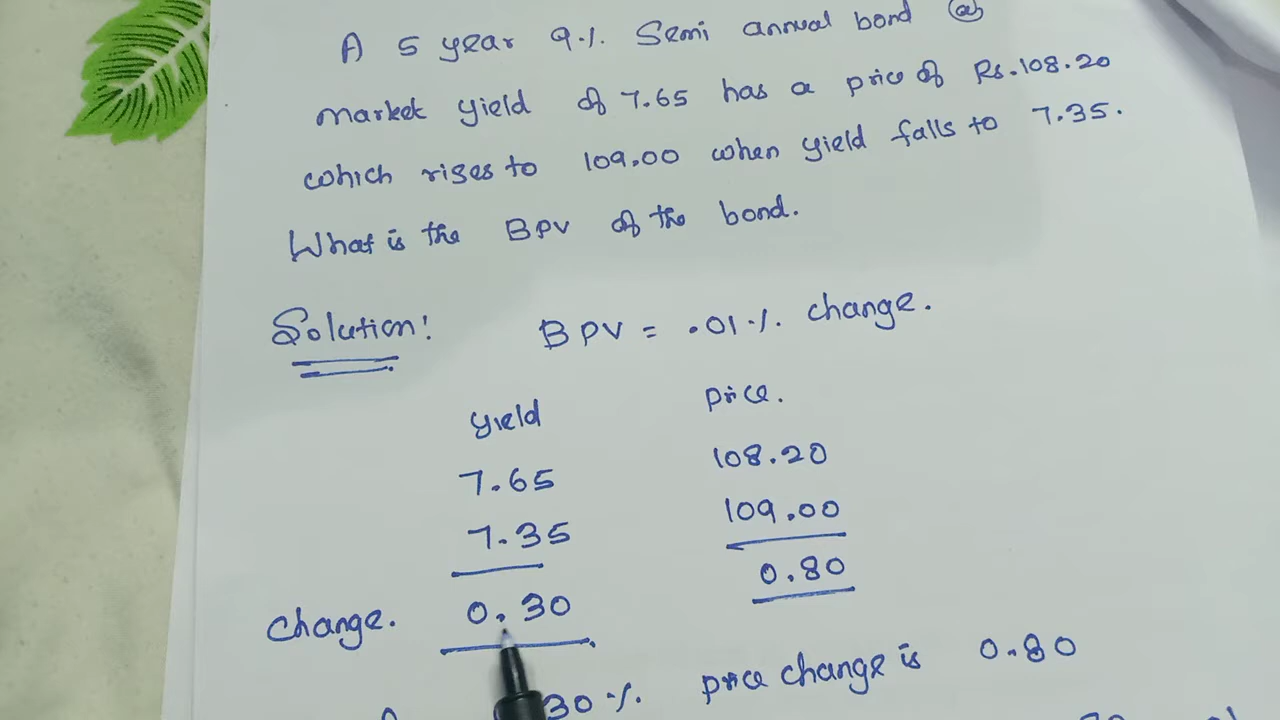 A 5 year 9.%. Semi annual bond @
market yield of 7.65 has a price of Rs.108.20
which rises to 109.00 when yield falls to 7.35.
What is the BPV of the bond.
Solution: BPV = .01.%. change.
yield price.
7.65 108.20
7.35 109.00
change. 0.30 0.80
30.%. price change is 0.80